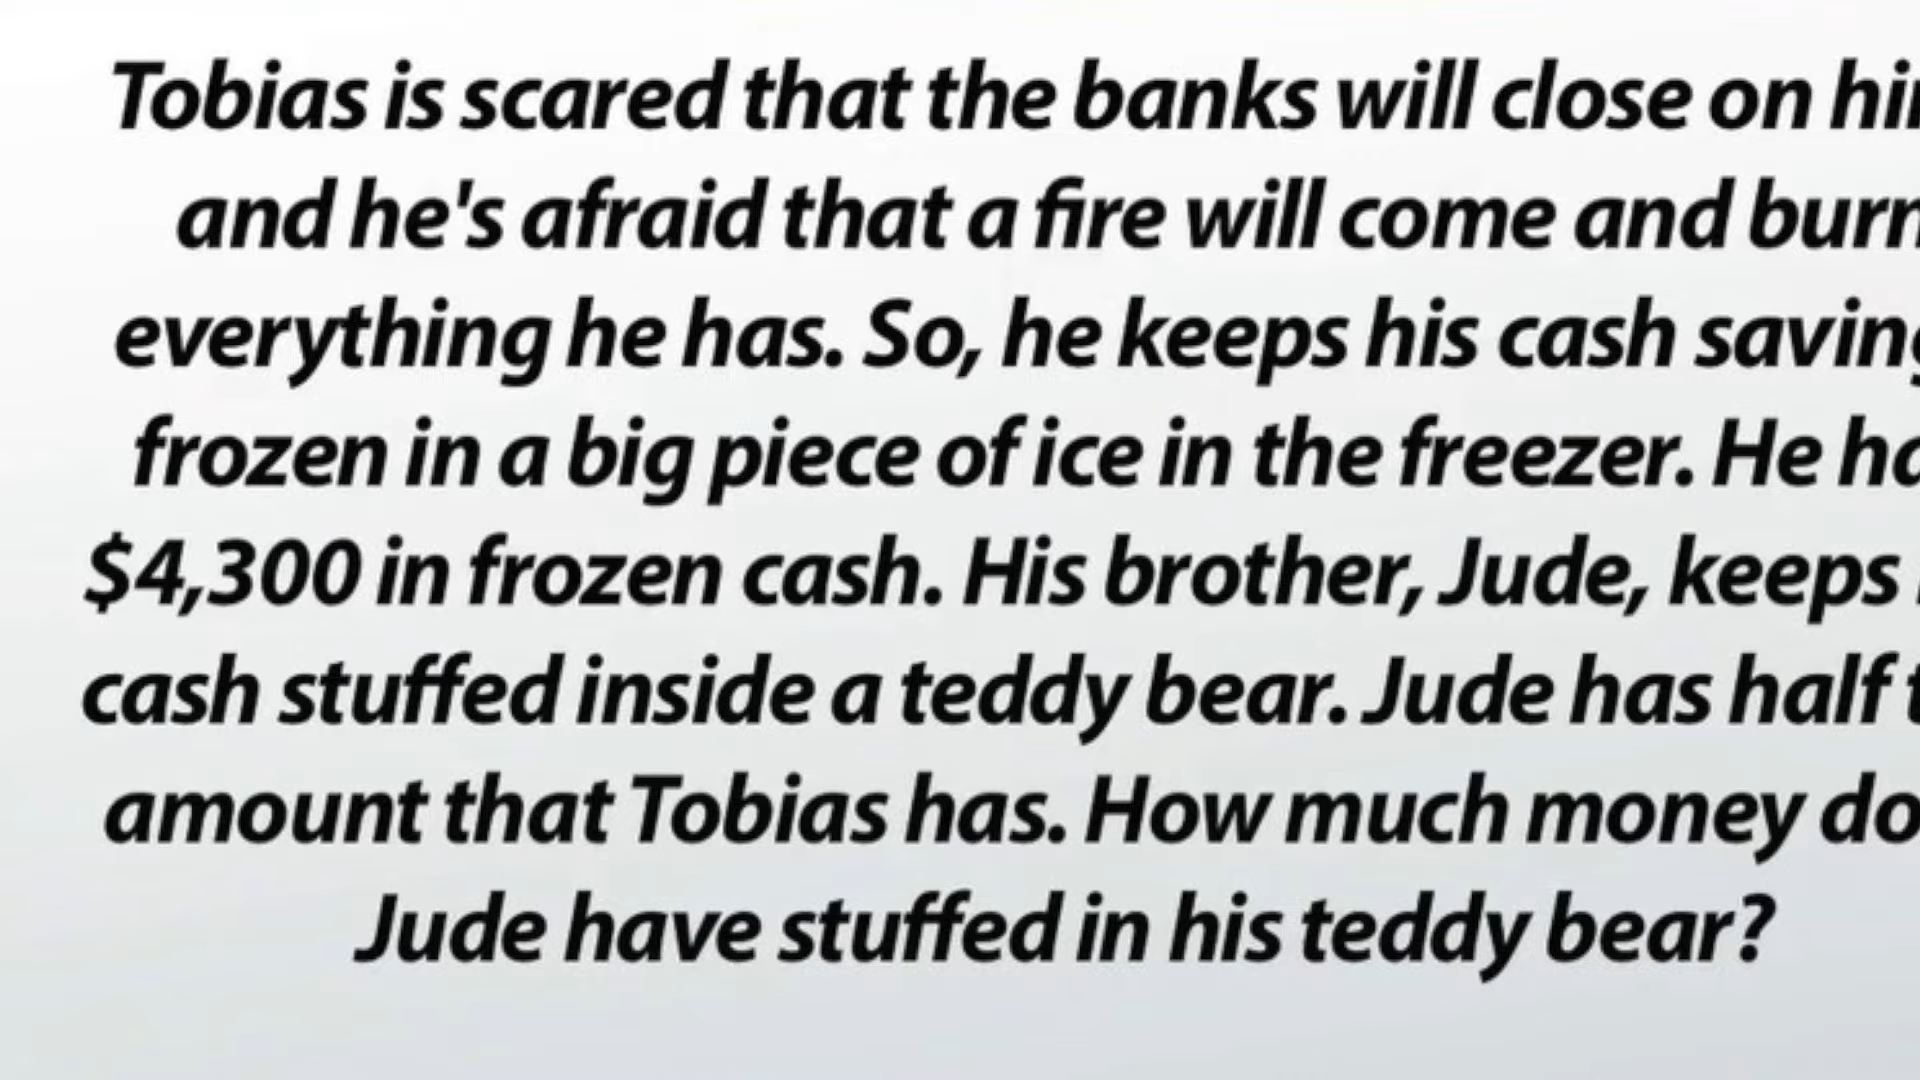 Tobias is scared that the banks will close on
and he's afraid that a fire will come and burn
everything he has. So, he keeps his cash
frozen in a big piece of ice in the freezer. He
$4,300 in frozen cash. His brother, Jude, keeps
cash stuffed inside a teddy bear. Jude has half
amount that Tobias has. How much money
Jude have stuffed in his teddy bear?